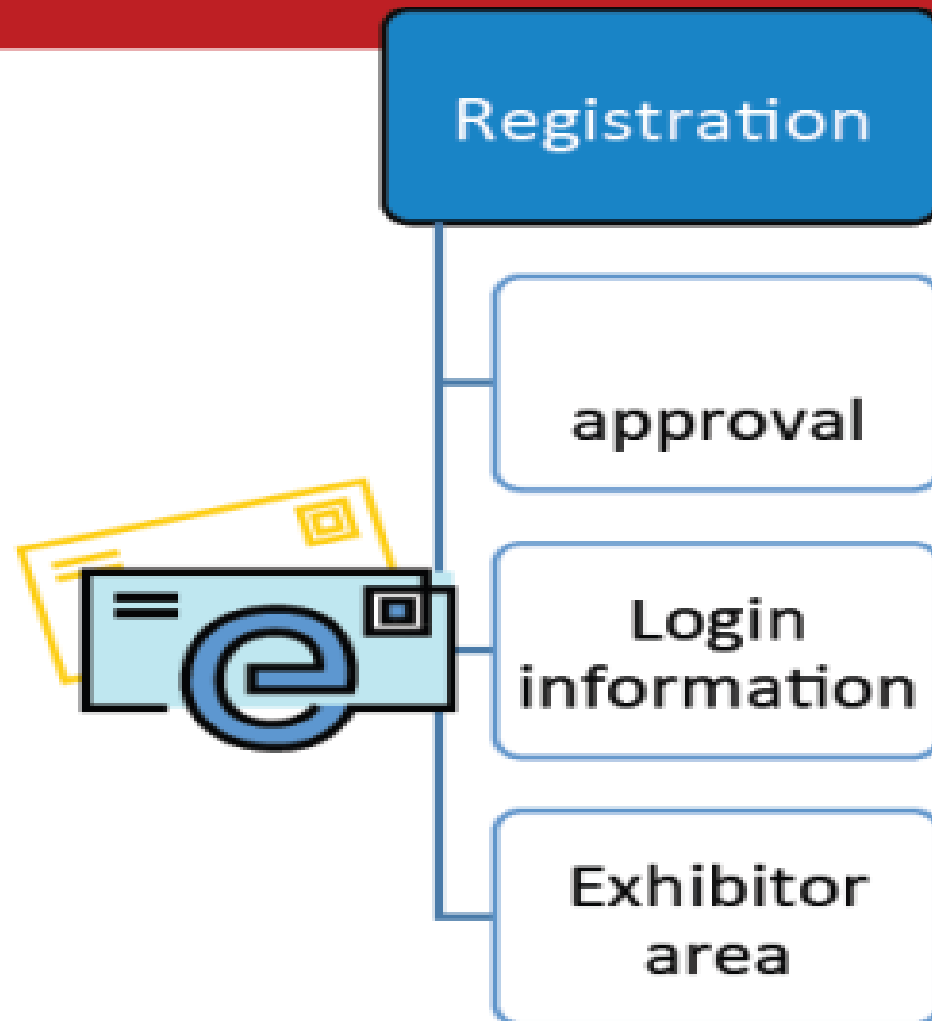 Registration
approval
Login
information
Exhibitor
area